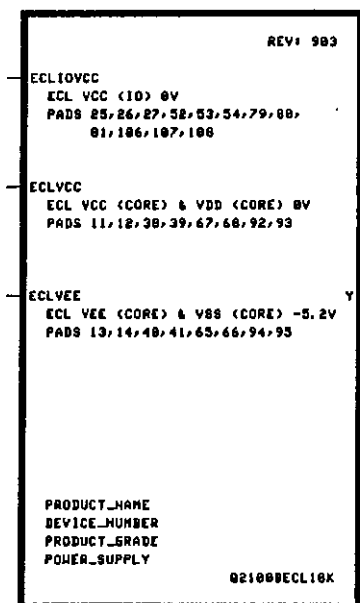 REV: 903
ECLIOVCC
ECL VCC (IO) 0V
PADS 25,26,27,52,53,54,79,80,
81,106,107,108
ECLVCC
ECL VCC (CORE) & VDD (CORE) 0V
PADS 11,12,38,39,67,68,92,93
ECLVEE Y
ECL VEE (CORE) & VSS (CORE) -5.2V
PADS 13,14,40,41,65,66,94,95
PRODUCT_NAME
DEVICE_NUMBER
PRODUCT_GRADE
POWER_SUPPLY
Q2100BECL10K